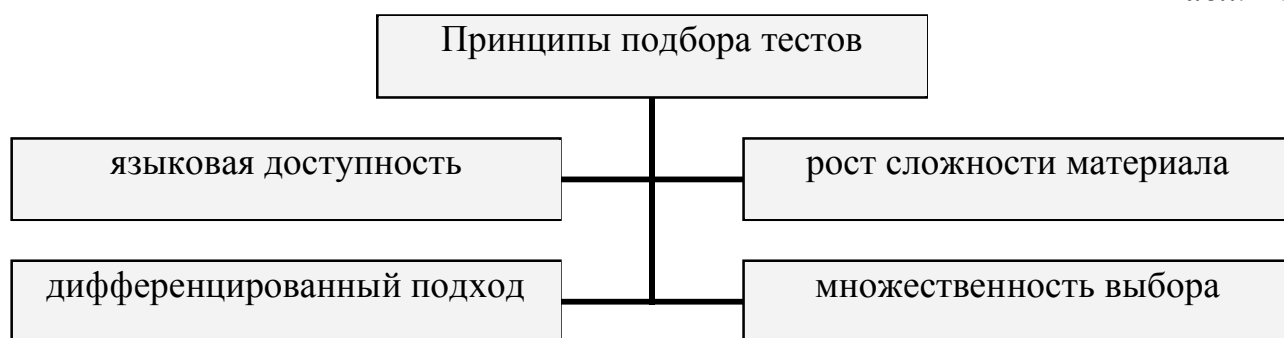 Принципы подбора тестов
языковая доступность
рост сложности материала
дифференцированный подход
множественность выбора